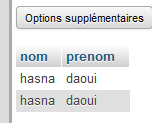 Options supplémentaires
nom prenom
hasna daoui
hasna daoui